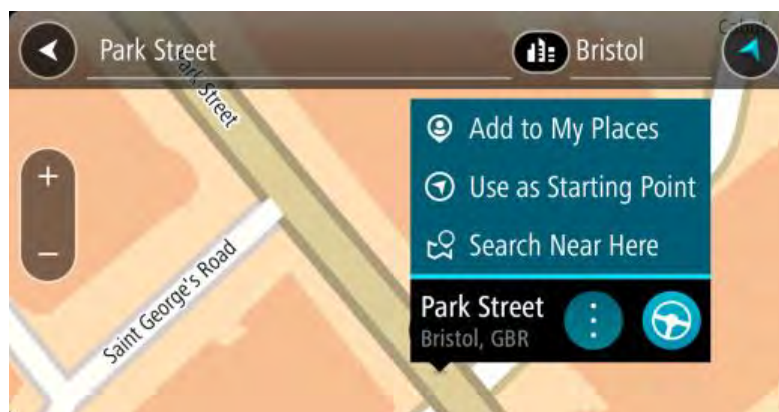 Park Street
Bristol
Park Street
Add to My Places
Use as Starting Point
Search Near Here
Saint George's Road
Park Street
Bristol, GBR